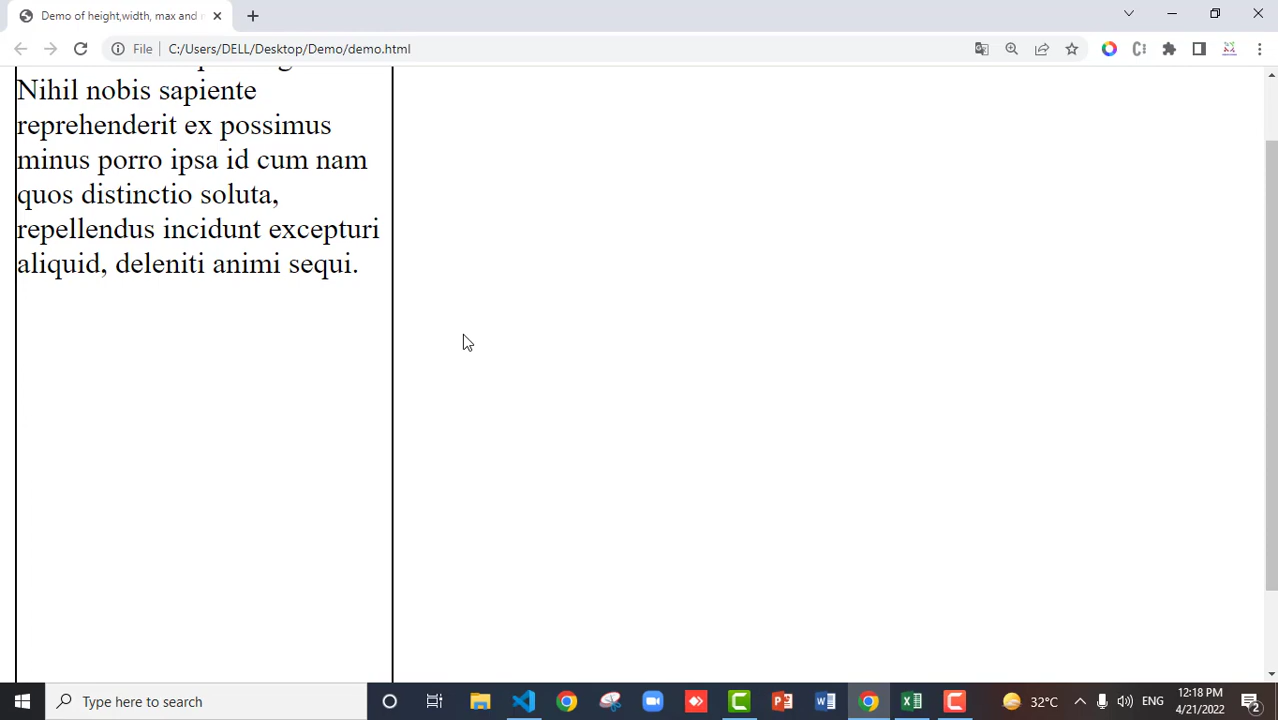 Demo of height,width, max and
File
C:/Users/DELL/Desktop/Demo/demo.html
Nihil nobis sapiente
reprehenderit ex possimus
minus porro ipsa id cum nam
quos distinctio soluta,
repellendus incidunt excepturi
aliquid, deleniti animi sequi.
Type here to search
32°C
ENG
12:18 PM
4/21/2022
2